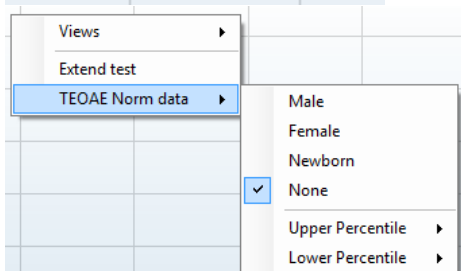 Views
Extend test
TEOAE Norm data
Male
Female
Newborn
None
Upper Percentile
Lower Percentile